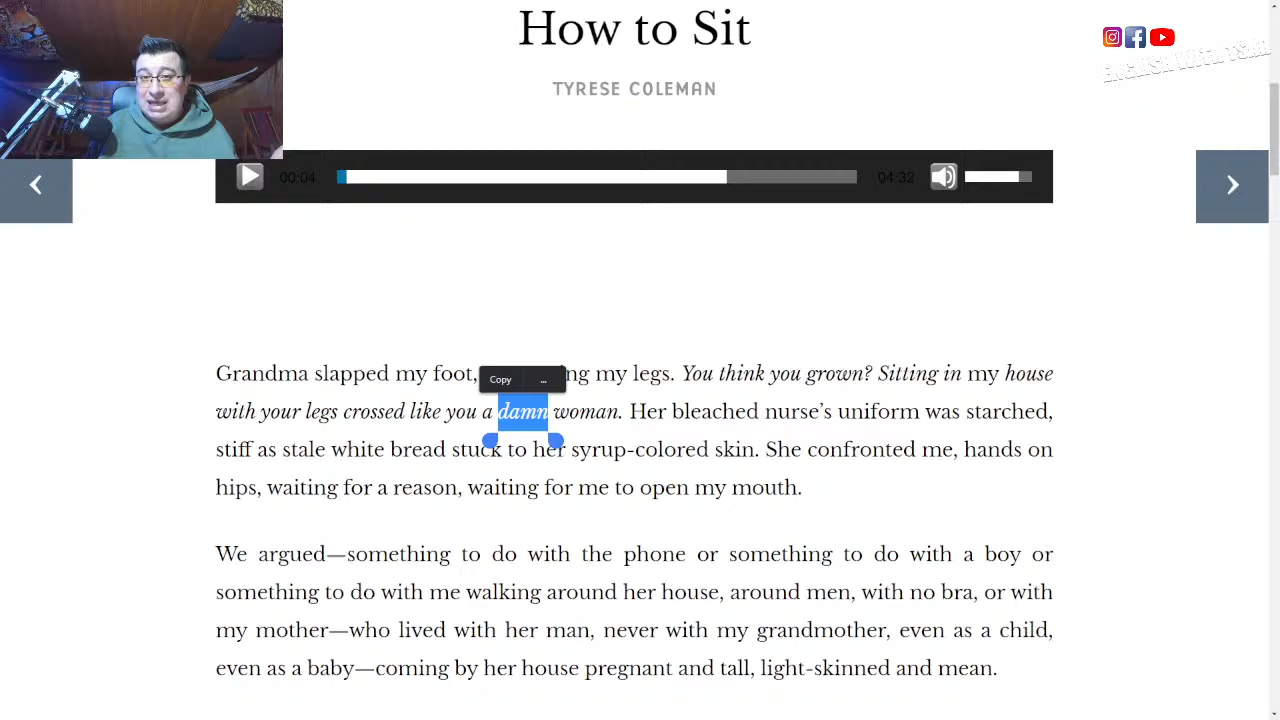 How to Sit
TYRESE COLEMAN
ENGLISH WITH
00:04
04:32
Grandma slapped my foot, ng my legs. You think you grown? Sitting in my house
Copy ...
with your legs crossed like you a damn woman. Her bleached nurse’s uniform was starched,
stiff as stale white bread stuck to her syrup-colored skin. She confronted me, hands on
hips, waiting for a reason, waiting for me to open my mouth.
We argued—something to do with the phone or something to do with a boy or
something to do with me walking around her house, around men, with no bra, or with
my mother—who lived with her man, never with my grandmother, even as a child,
even as a baby—coming by her house pregnant and tall, light-skinned and mean.